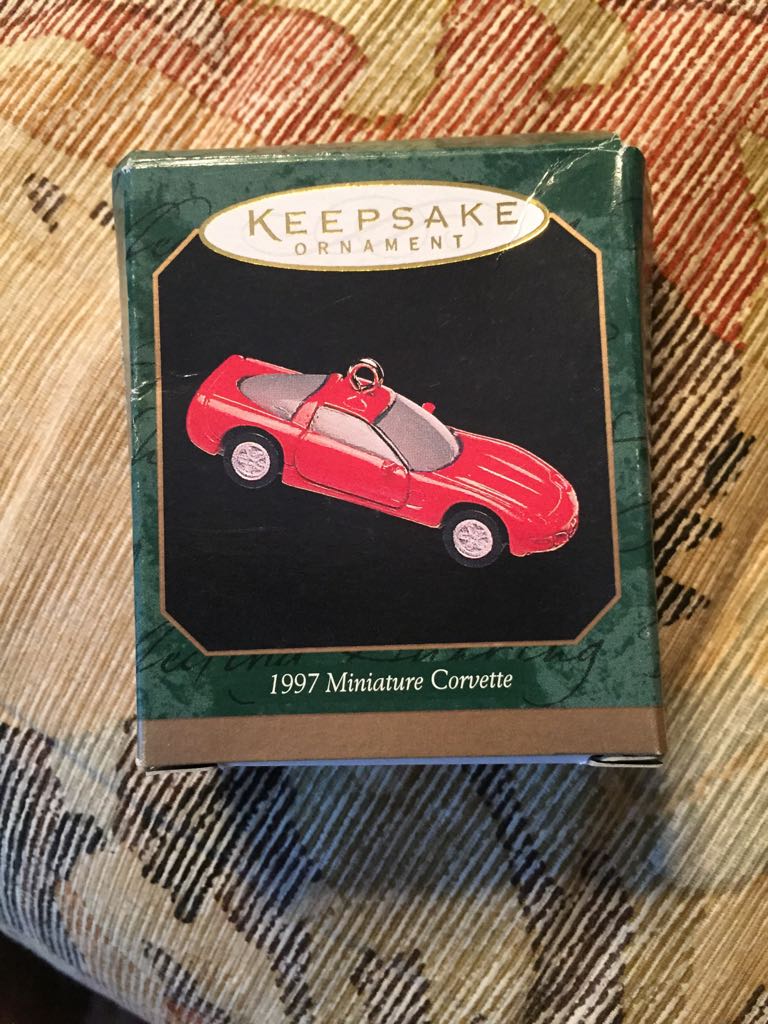 KEEPSAKE
ORNAMENT
1997 Miniature Corvette